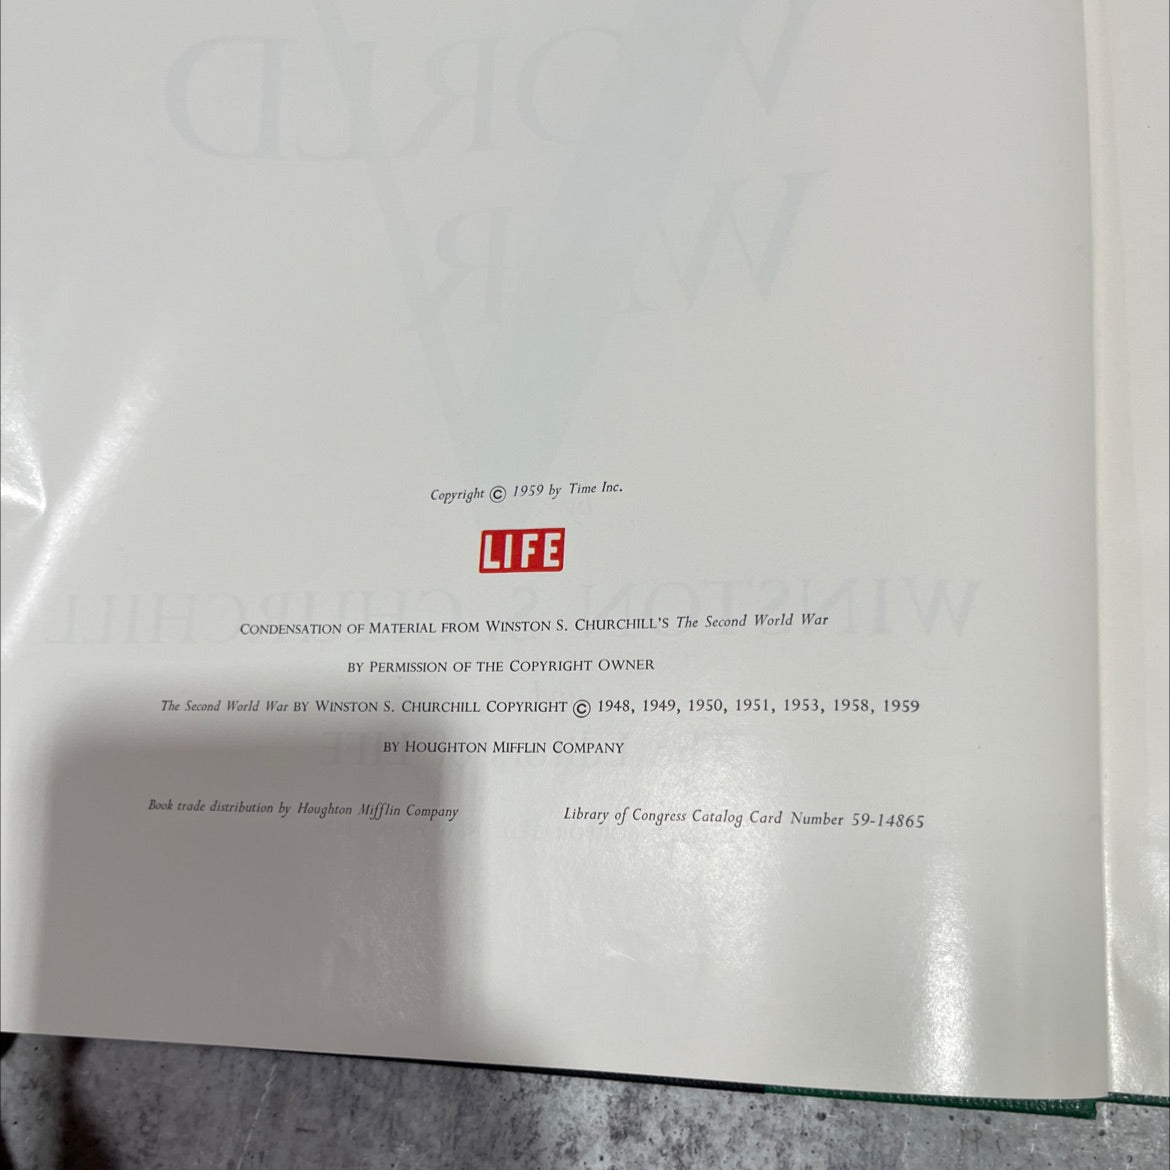 Copyright © 1959 by Time Inc.
LIFE
CONDENSATION OF MATERIAL FROM WINSTON S. CHURCHILL'S The Second World War
BY PERMISSION OF THE COPYRIGHT OWNER
The Second World War BY WINSTON S. CHURCHILL COPYRIGHT © 1948, 1949, 1950, 1951, 1953, 1958, 1959
BY HOUGHTON MIFFLIN COMPANY
Book trade distribution by Houghton Mifflin Company Library of Congress Catalog Card Number 59-14865